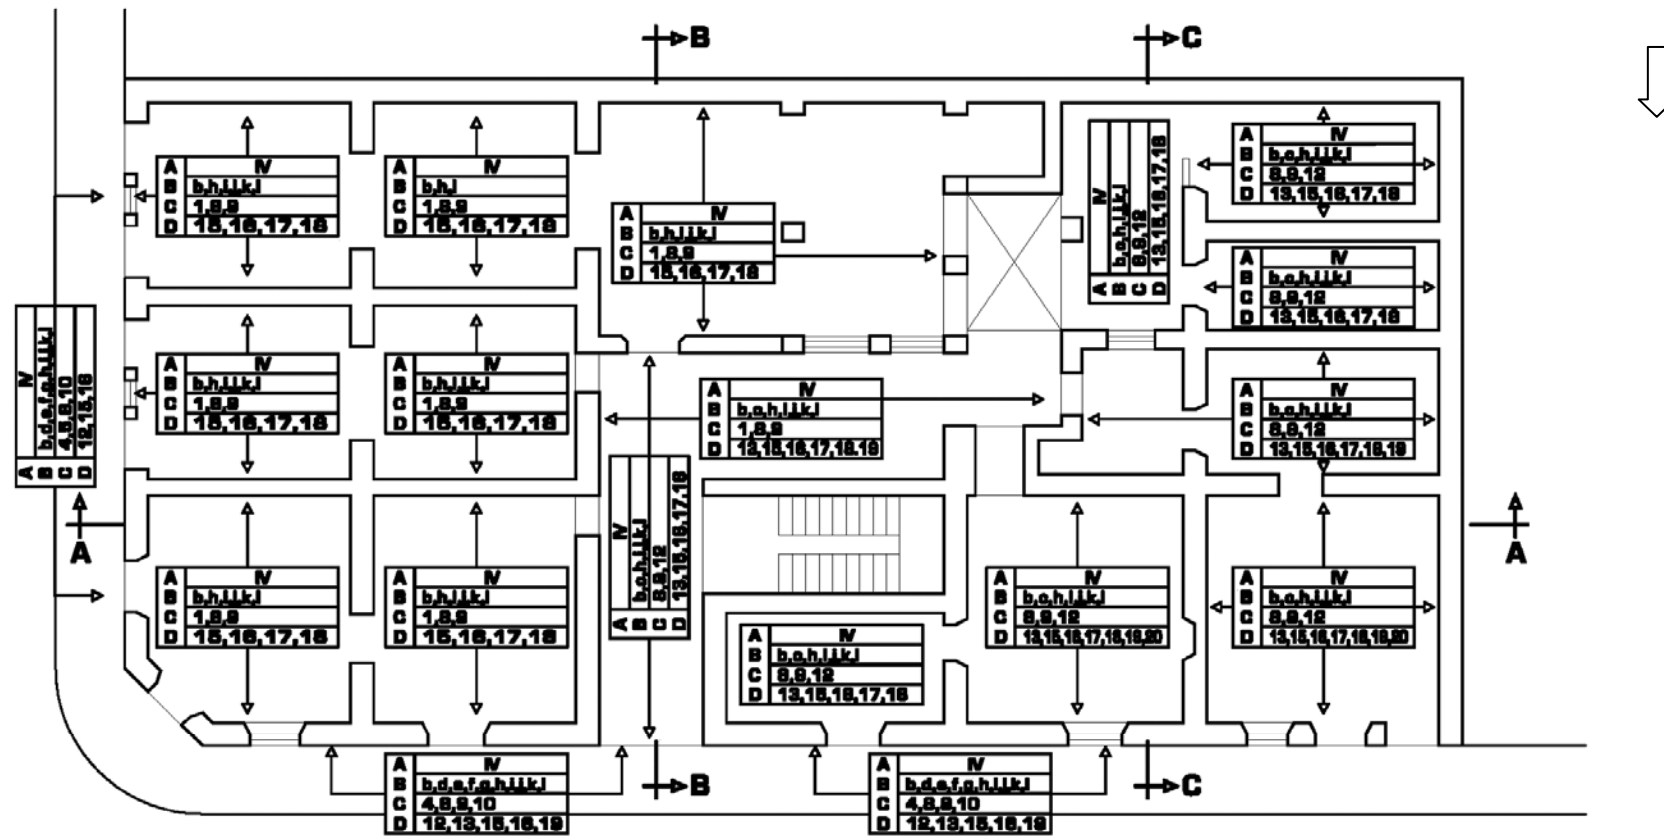 B
C
A IV
B b,h,i,j,k,l
C 1,8,9
D 15,16,17,18
A IV
B b,h,l
C 1,8,9
D 15,16,17,18
A IV
B b,h,i,j,k,l
C 1,8,9
D 15,16,17,18
A IV
B b,o,h,i,j,k,l
C 8,9,12
D 13,15,16,17,18
A IV
B b,o,h,i,j,k,l
C 8,9,12
D 13,15,16,17,18
A IV
B b,o,h,i,j,k,l
C 8,9,12
D 13,15,16,17,18
A IV
B b,d,e,f,g,h,i,j,k,l
C 4,8,9,10
D 12,15,16
A IV
B b,h,i,j,k,l
C 1,8,9
D 15,16,17,18
A IV
B b,h,i,j,k,l
C 1,8,9
D 15,16,17,18
A IV
B b,o,h,i,j,k,l
C 1,8,9
D 13,15,16,17,18,19
A IV
B b,o,h,i,j,k,l
C 8,9,12
D 13,15,16,17,18,19
A IV
B b,o,h,i,j,k,l
C 8,9,12
D 13,15,16,17,18
A
A
A IV
B b,h,i,j,k,l
C 1,8,9
D 15,16,17,18
A IV
B b,h,i,j,k,l
C 1,8,9
D 15,16,17,18
A IV
B b,o,h,i,j,k,l
C 8,9,12
D 13,15,16,17,18,19,20
A IV
B b,o,h,i,j,k,l
C 8,9,12
D 13,15,16,17,18,19,20
A IV
B b,o,h,i,j,k,l
C 8,9,12
D 13,15,16,17,18
A IV
B b,d,e,f,g,h,i,j,k,l
C 4,8,9,10
D 12,13,15,16,19
B
A IV
B b,d,e,f,g,h,i,j,k,l
C 4,8,9,10
D 12,13,15,16,19
C